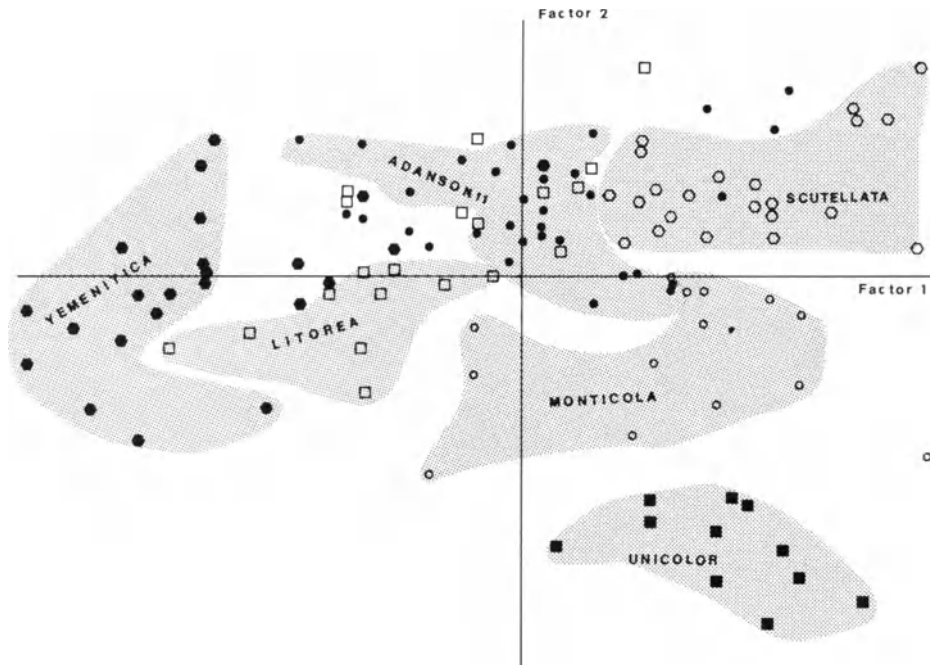 Factor 2
ADANSONII
SCUTELLATA
YEMENITICA
Factor 1
LITOREA
MONTICOLA
UNICOLOR